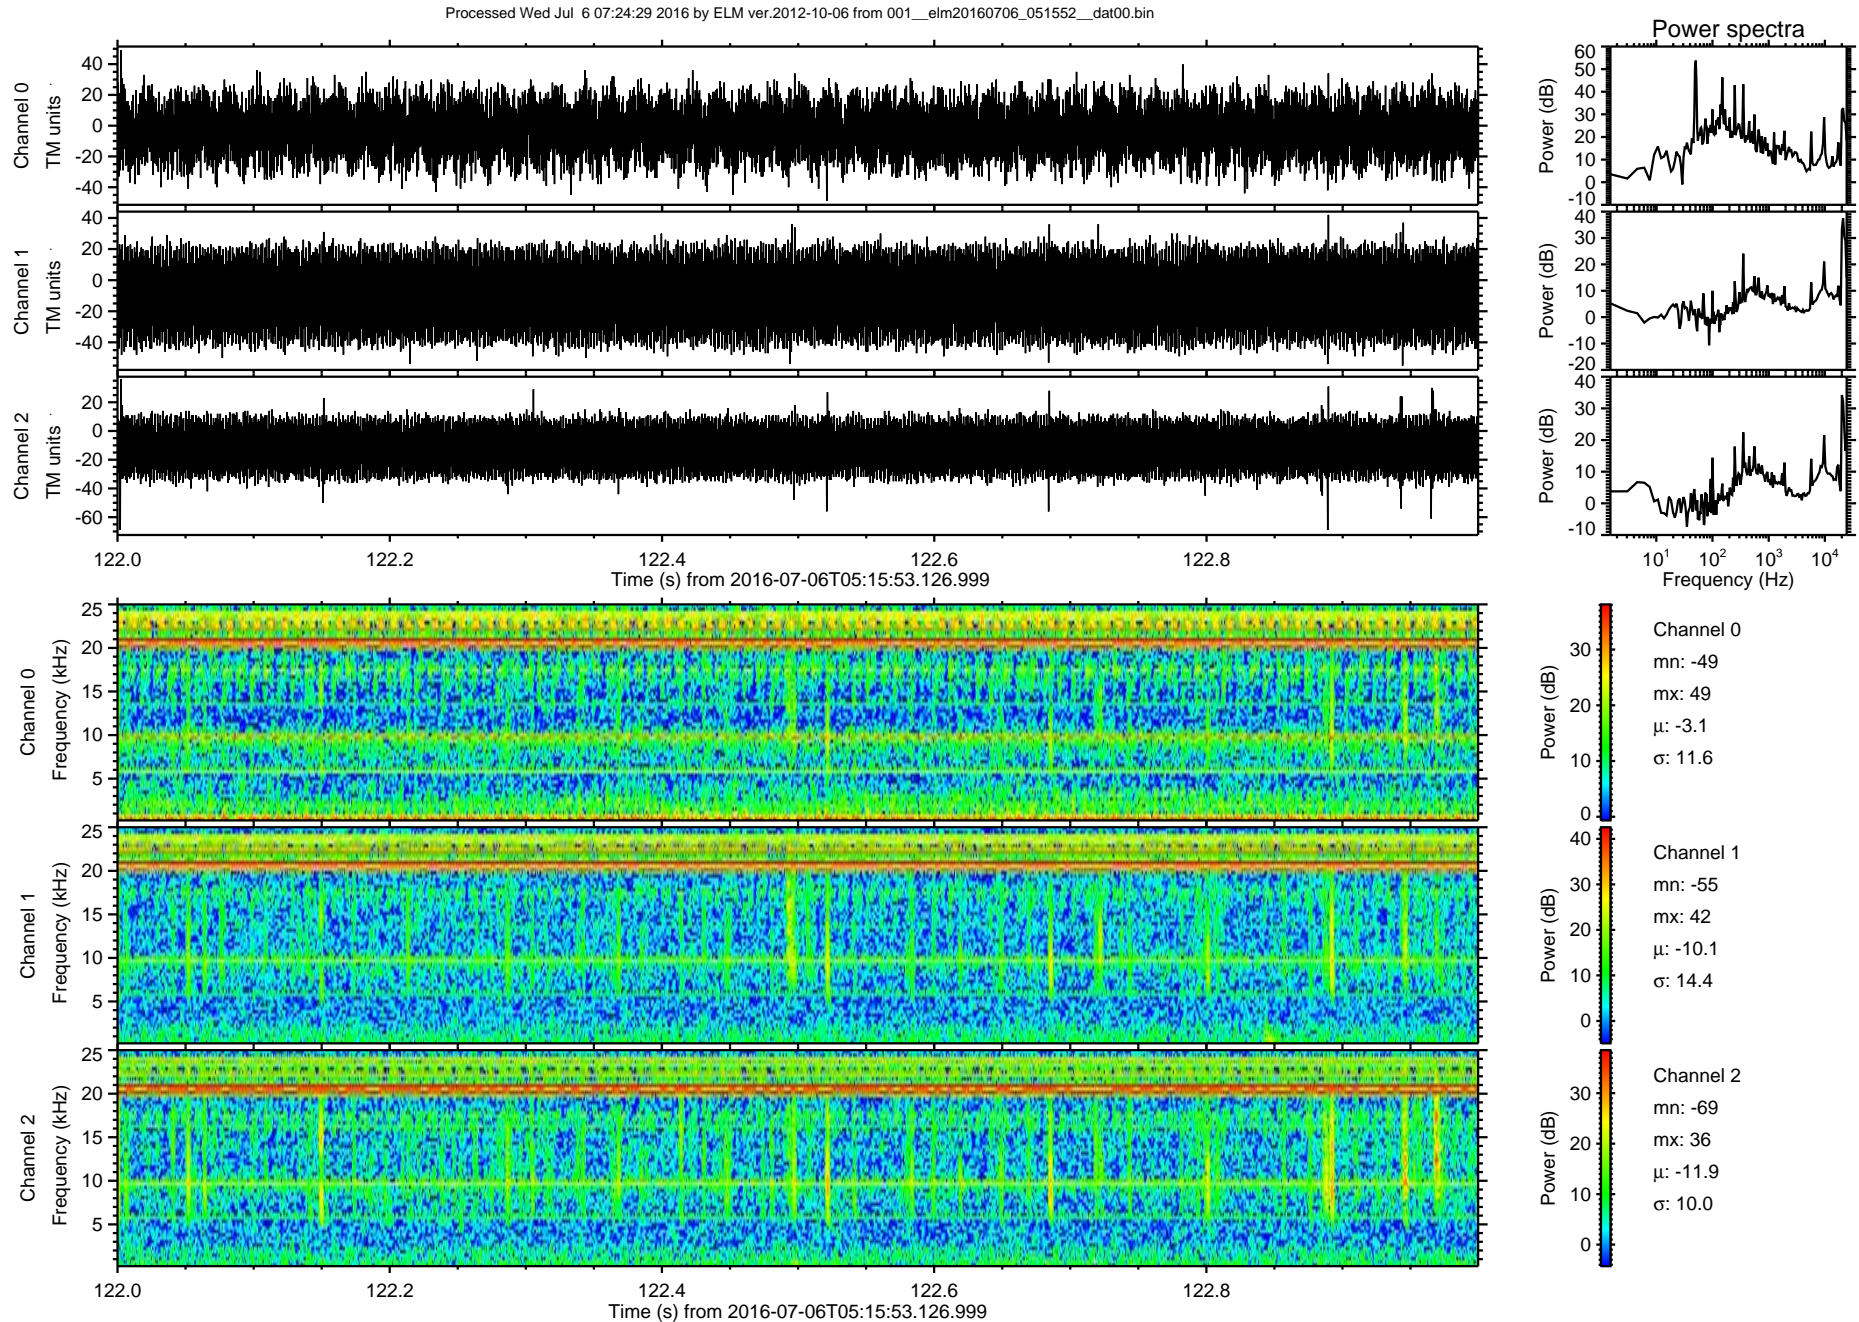 Processed Wed Jul  6 07:24:29 2016 by ELM ver.2012-10-06 from 001__elm20160706_051552__dat00.bin
Power spectra
Channel 0
TM units
40
20
0
-20
-40
Power (dB)
60
50
40
30
20
10
0
-10
Channel 1
TM units
40
20
0
-20
-40
Power (dB)
40
30
20
10
0
-10
-20
Channel 2
TM units
20
0
-20
-40
-60
Power (dB)
40
30
20
10
0
-10
122.0
122.2
122.4
122.6
122.8
Time (s) from 2016-07-06T05:15:53.126.999
10^1
10^2
10^3
10^4
Frequency (Hz)
Channel 0
Frequency (kHz)
25
20
15
10
5
Power (dB)
30
20
10
0
Channel 0
mn: -49
mx: 49
μ: -3.1
σ: 11.6
Channel 1
Frequency (kHz)
25
20
15
10
5
Power (dB)
40
30
20
10
0
Channel 1
mn: -55
mx: 42
μ: -10.1
σ: 14.4
Channel 2
Frequency (kHz)
25
20
15
10
5
Power (dB)
30
20
10
0
Channel 2
mn: -69
mx: 36
μ: -11.9
σ: 10.0
122.0
122.2
122.4
122.6
122.8
Time (s) from 2016-07-06T05:15:53.126.999